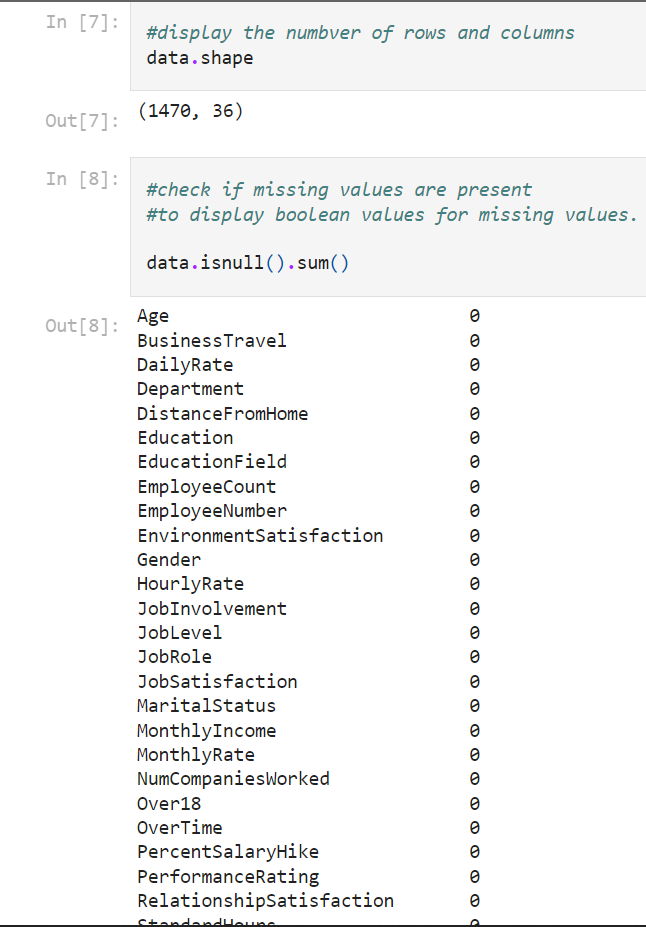 In [7]:
#display the numbver of rows and columns
data.shape
Out[7]:
(1470, 36)
In [8]:
#check if missing values are present
#to display boolean values for missing values.
data.isnull().sum()
Out[8]:
Age 0
BusinessTravel 0
DailyRate 0
Department 0
DistanceFromHome 0
Education 0
EducationField 0
EmployeeCount 0
EmployeeNumber 0
EnvironmentSatisfaction 0
Gender 0
HourlyRate 0
JobInvolvement 0
JobLevel 0
JobRole 0
JobSatisfaction 0
MaritalStatus 0
MonthlyIncome 0
MonthlyRate 0
NumCompaniesWorked 0
Over18 0
OverTime 0
PercentSalaryHike 0
PerformanceRating 0
RelationshipSatisfaction 0
StandardHours 0